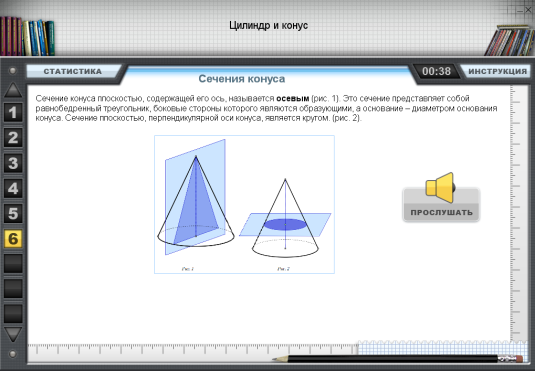 Цилиндр и конус
СТАТИСТИКА
Сечения конуса
00:38
ИНСТРУКЦИЯ
Сечение конуса плоскостью, содержащей его ось, называется осевым (рис. 1). Это сечение представляет собой
равнобедренный треугольник, боковые стороны которого являются образующими, а основание – диаметром основания
конуса. Сечение плоскостью, перпендикулярной оси конуса, является кругом. (рис. 2).
1
2
3
4
5
6
ПРОСЛУШАТЬ
Рис. 1
Рис. 2